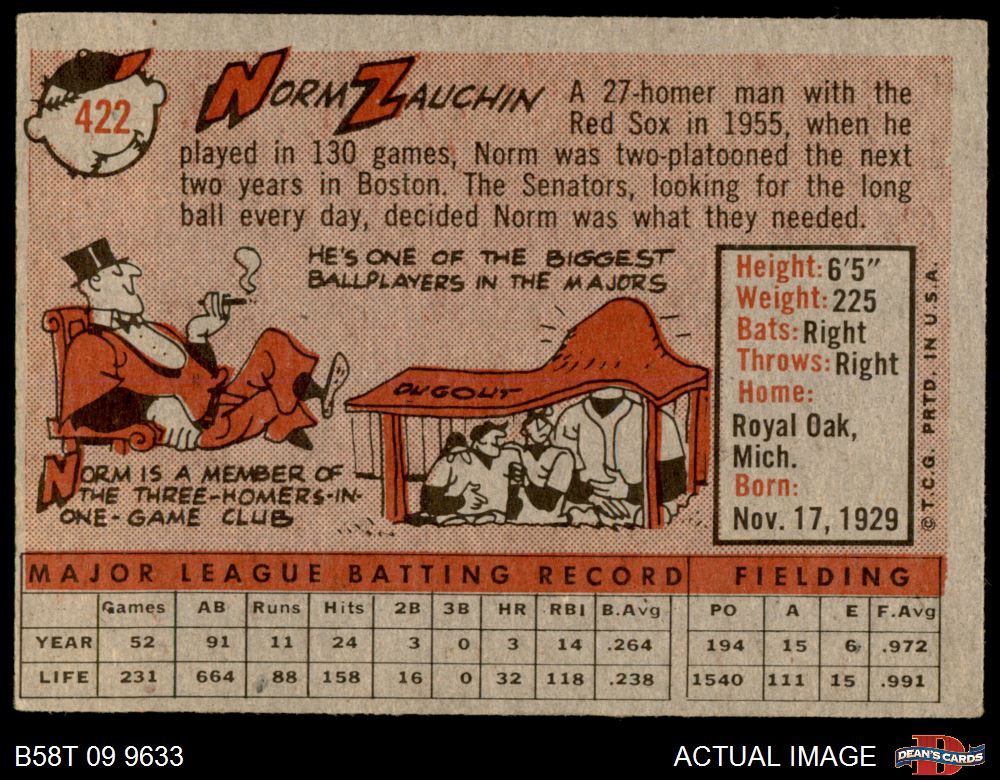 422
NORM ZAUCHIN
A 27-homer man with the
Red Sox in 1955, when he
played in 130 games, Norm was two-platooned the next
two years in Boston. The Senators, looking for the long
ball every day, decided Norm was what they needed.
HE'S ONE OF THE BIGGEST
BALLPLAYERS IN THE MAJORS
DUGOUT
NORM IS A MEMBER OF
THE THREE-HOMERS-IN-
ONE-GAME CLUB
Height: 6'5"
Weight: 225
Bats: Right
Throws: Right
Home:
Royal Oak,
Mich.
Born:
Nov. 17, 1929
© T.C.G. PRTD. IN U.S.A.
MAJOR LEAGUE BATTING RECORD FIELDING
Games AB Runs Hits 2B 3B HR RBI B.Avg PO A E F.Avg
YEAR 52 91 11 24 3 0 3 14 .264 194 15 6 .972
LIFE 231 664 88 158 16 0 32 118 .238 1540 111 15 .991
B58T 09 9633
ACTUAL IMAGE
DEAN'S CARDS